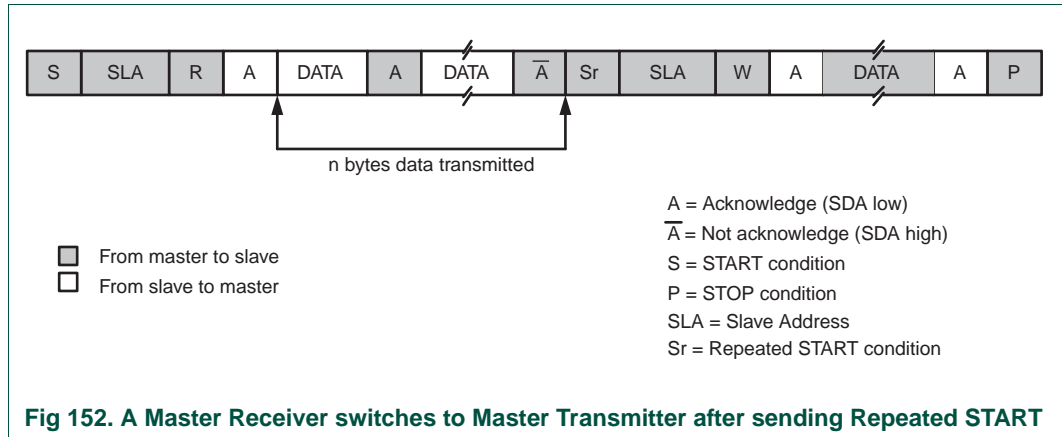 S SLA R A DATA A DATA A̅ Sr SLA W A DATA A P
n bytes data transmitted
From master to slave
From slave to master
A = Acknowledge (SDA low)
A̅ = Not acknowledge (SDA high)
S = START condition
P = STOP condition
SLA = Slave Address
Sr = Repeated START condition
Fig 152. A Master Receiver switches to Master Transmitter after sending Repeated START